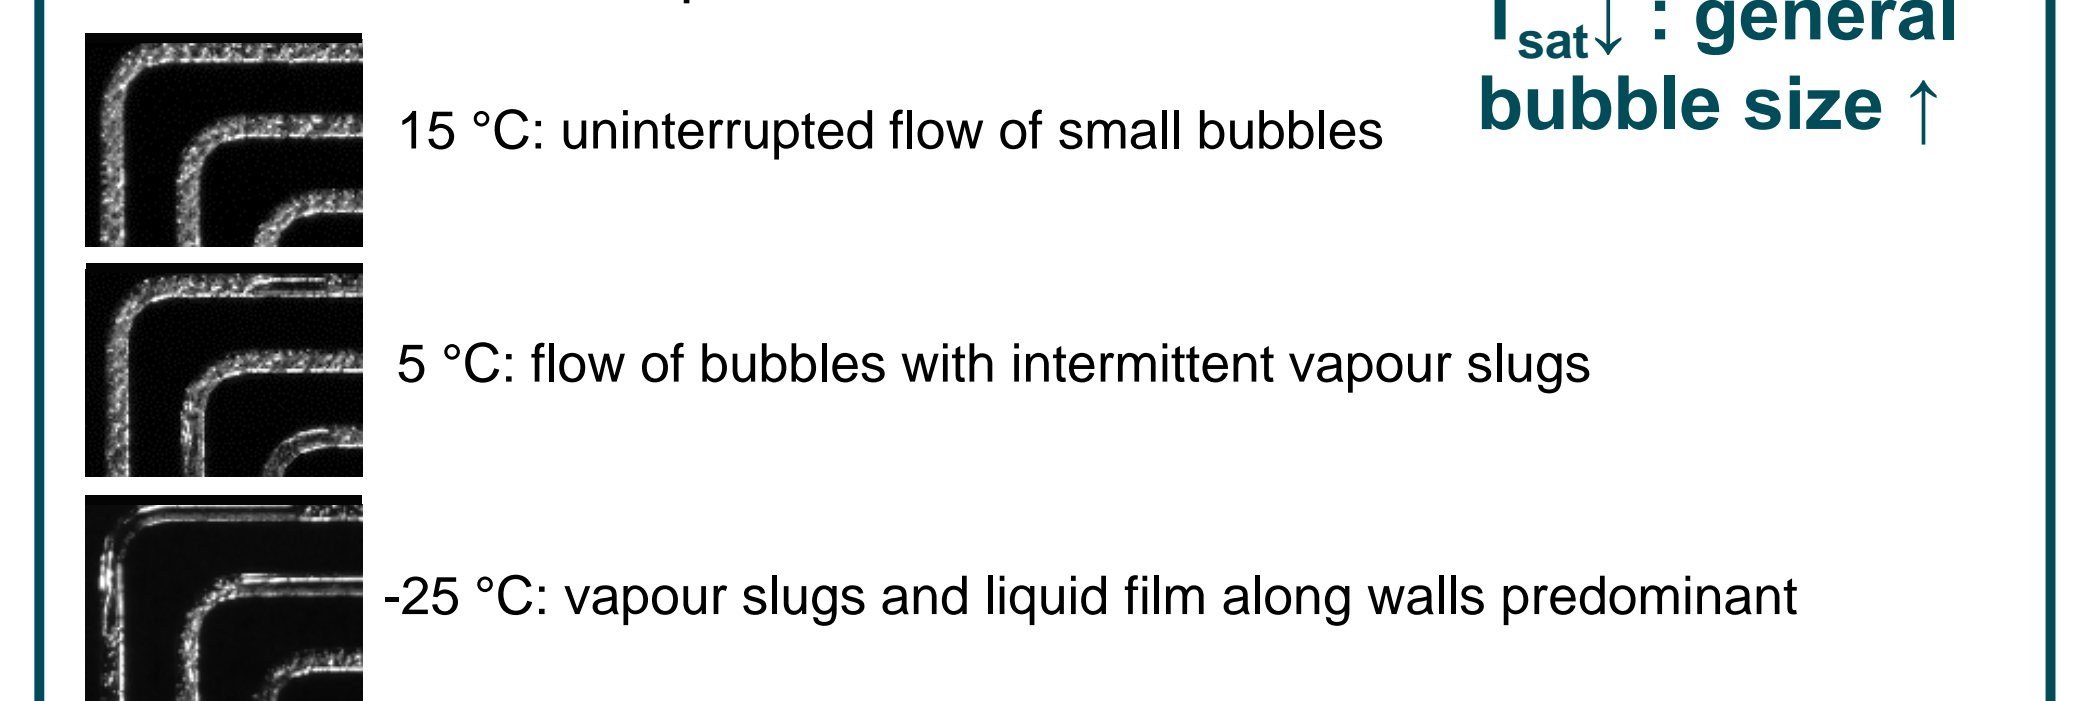 T_sat↓ : general
bubble size ↑
15 °C: uninterrupted flow of small bubbles
5 °C: flow of bubbles with intermittent vapour slugs
-25 °C: vapour slugs and liquid film along walls predominant